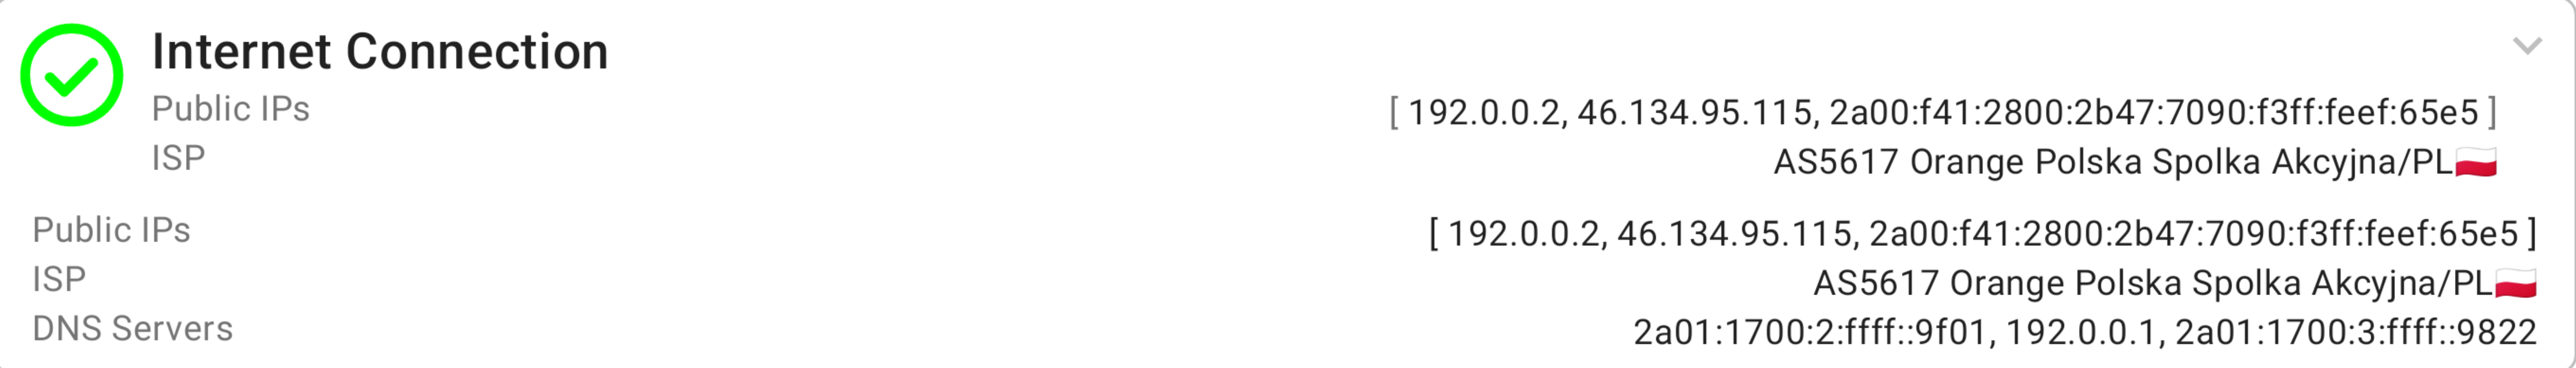 Internet Connection
Public IPs [ 192.0.0.2, 46.134.95.115, 2a00:f41:2800:2b47:7090:f3ff:feef:65e5 ]
ISP AS5617 Orange Polska Spolka Akcyjna/PL🇵🇱
Public IPs [ 192.0.0.2, 46.134.95.115, 2a00:f41:2800:2b47:7090:f3ff:feef:65e5 ]
ISP AS5617 Orange Polska Spolka Akcyjna/PL🇵🇱
DNS Servers 2a01:1700:2:ffff::9f01, 192.0.0.1, 2a01:1700:3:ffff::9822